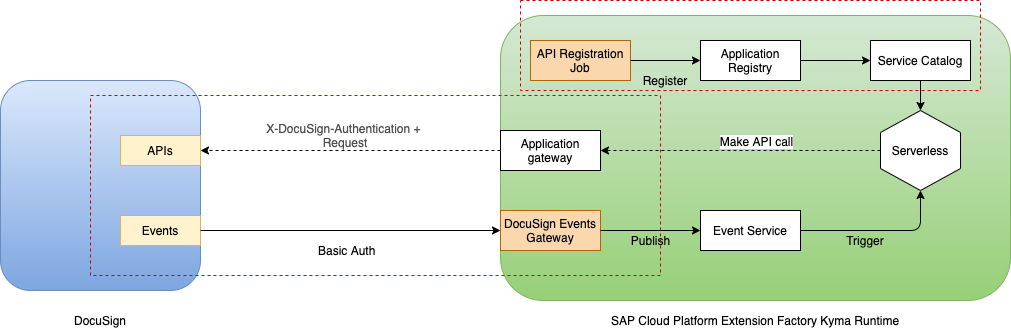 API Registration
Job
Register
Application
Registry
Service Catalog
APIs
X-DocuSign-Authentication +
Request
Application
gateway
Make API call
Serverless
Events
Basic Auth
DocuSign Events
Gateway
Publish
Event Service
Trigger
DocuSign
SAP Cloud Platform Extension Factory Kyma Runtime